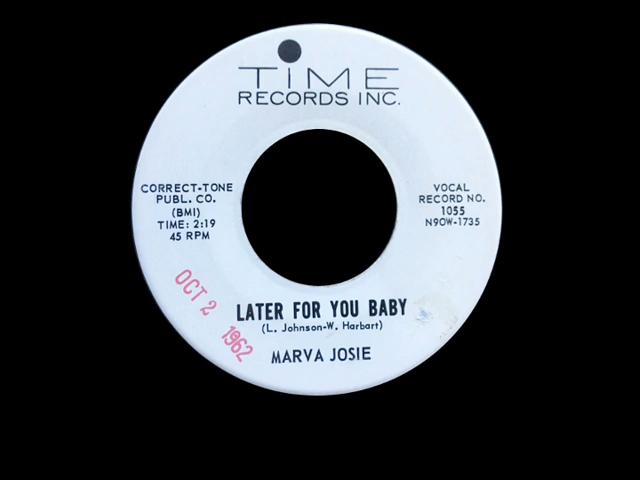 TiME
RECORDS INC.
CORRECT-TONE
PUBL. CO.
(BMI)
TIME: 2:19
45 RPM
VOCAL
RECORD NO.
1055
N9OW-1735
OCT 2 1962
LATER FOR YOU BABY
(L. Johnson-W. Harbart)
MARVA JOSIE